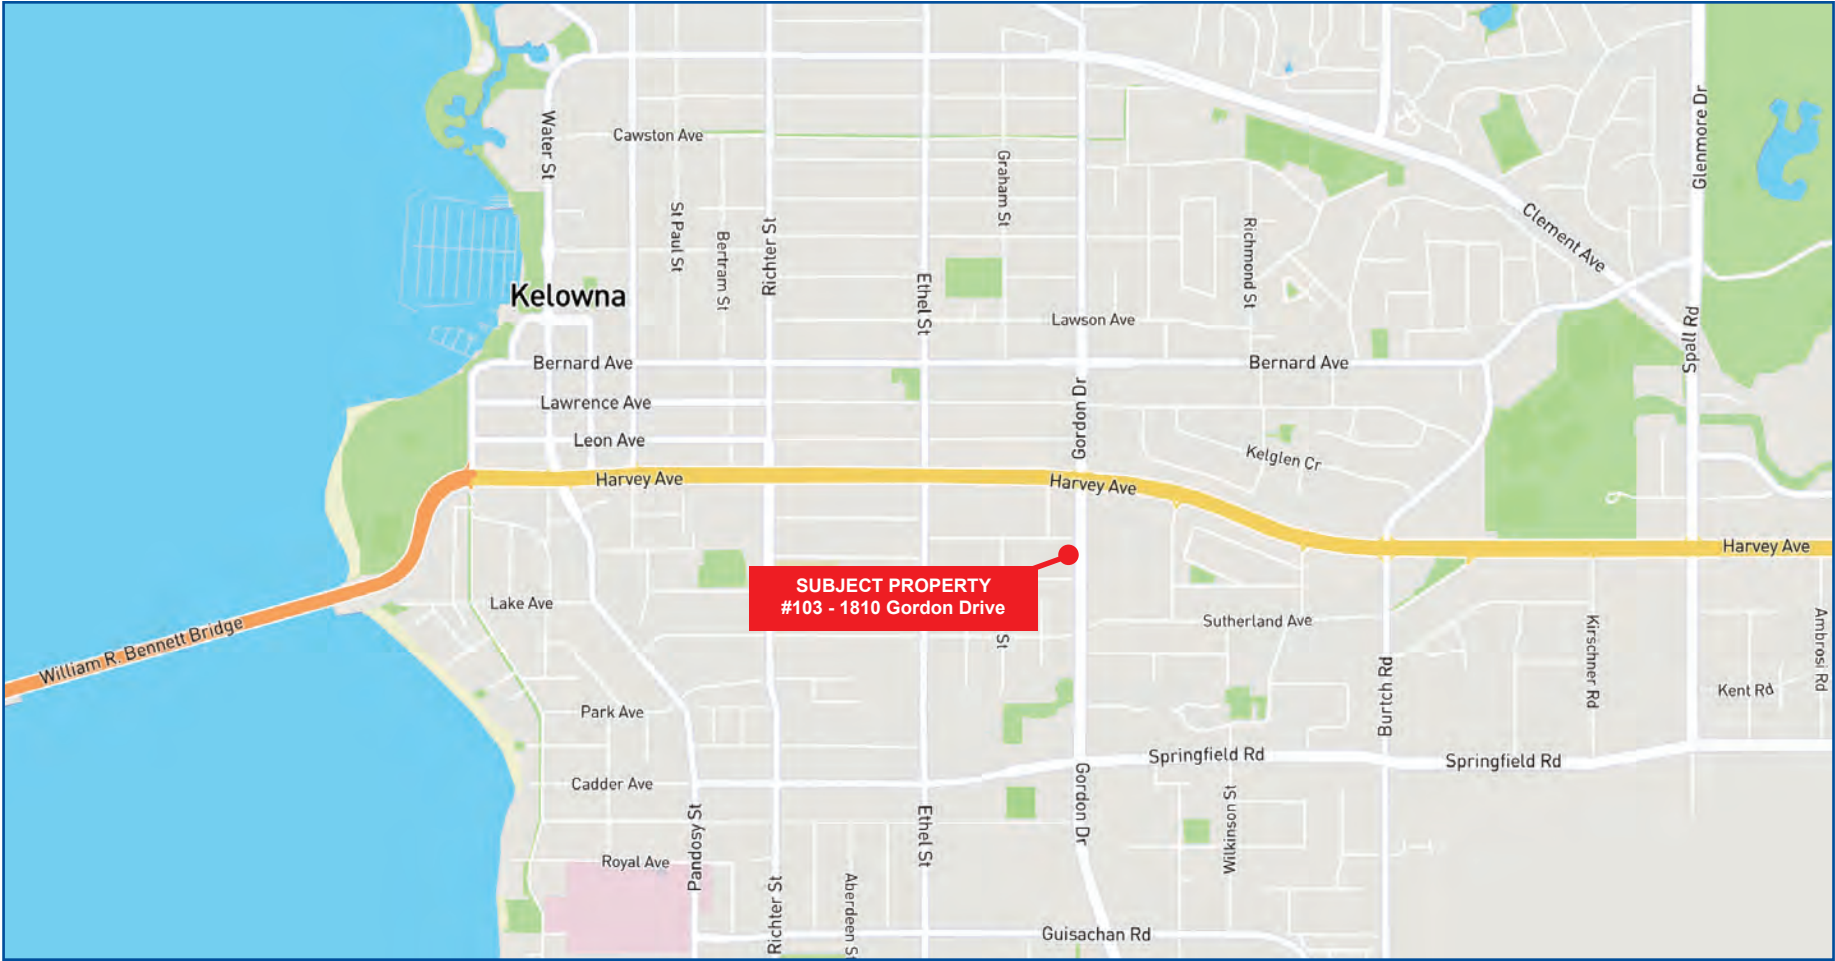 Water St
Cawston Ave
Graham St
Glenmore Dr
St Paul St
Bertram St
Richter St
Richmond St
Clement Ave
Kelowna
Ethel St
Lawson Ave
Spall Rd
Bernard Ave
Bernard Ave
Lawrence Ave
Gordon Dr
Leon Ave
Kelglen Cr
Harvey Ave
Harvey Ave
Harvey Ave
SUBJECT PROPERTY
#103 - 1810 Gordon Drive
Lake Ave
Sutherland Ave
William R. Bennett Bridge
St
Kirschner Rd
Ambrosi Rd
Burtch Rd
Kent Rd
Park Ave
Springfield Rd
Springfield Rd
Cadder Ave
Gordon Dr
Pandosy St
Ethel St
Wilkinson St
Royal Ave
Richter St
Aberdeen St
Guisachan Rd